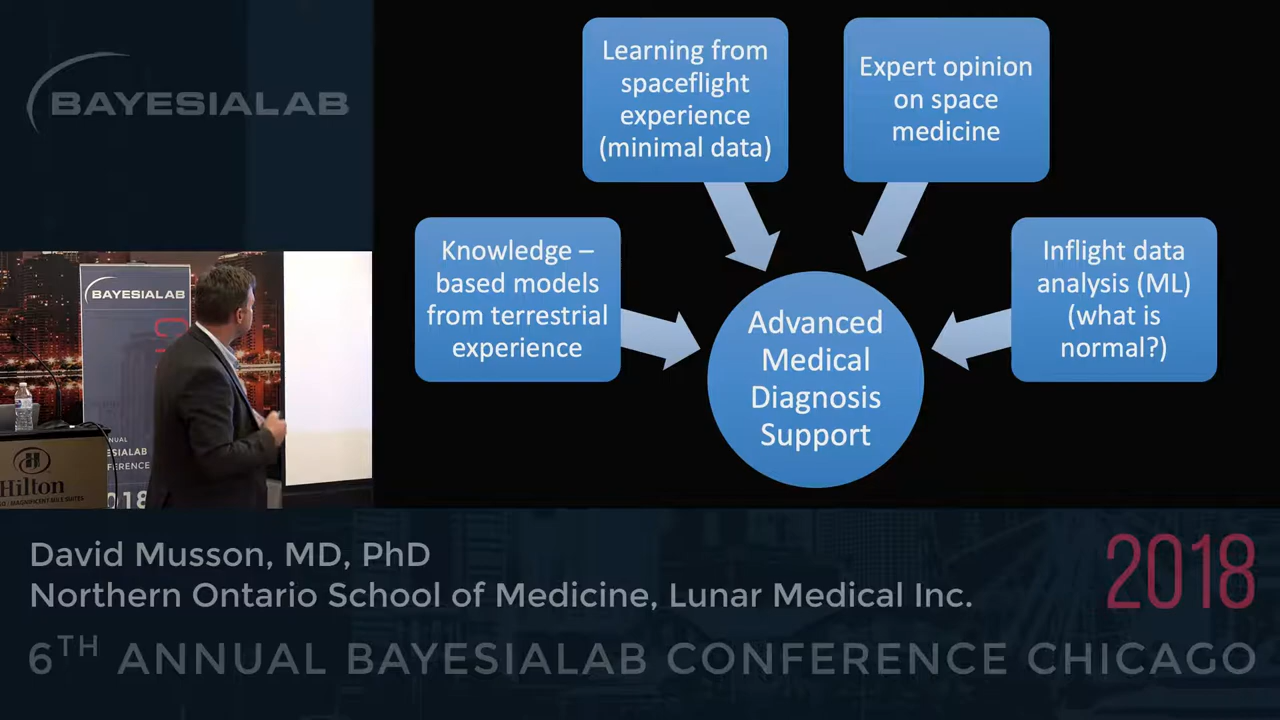 BAYESIALAB
Learning from
spaceflight
experience
(minimal data)
Expert opinion
on space
medicine
Knowledge –
based models
from terrestrial
experience
Inflight data
analysis (ML)
(what is
normal?)
Advanced
Medical
Diagnosis
Support
BAYESIALAB
Hilton
David Musson, MD, PhD
Northern Ontario School of Medicine, Lunar Medical Inc.
2018
6TH ANNUAL BAYESIALAB CONFERENCE CHICAGO